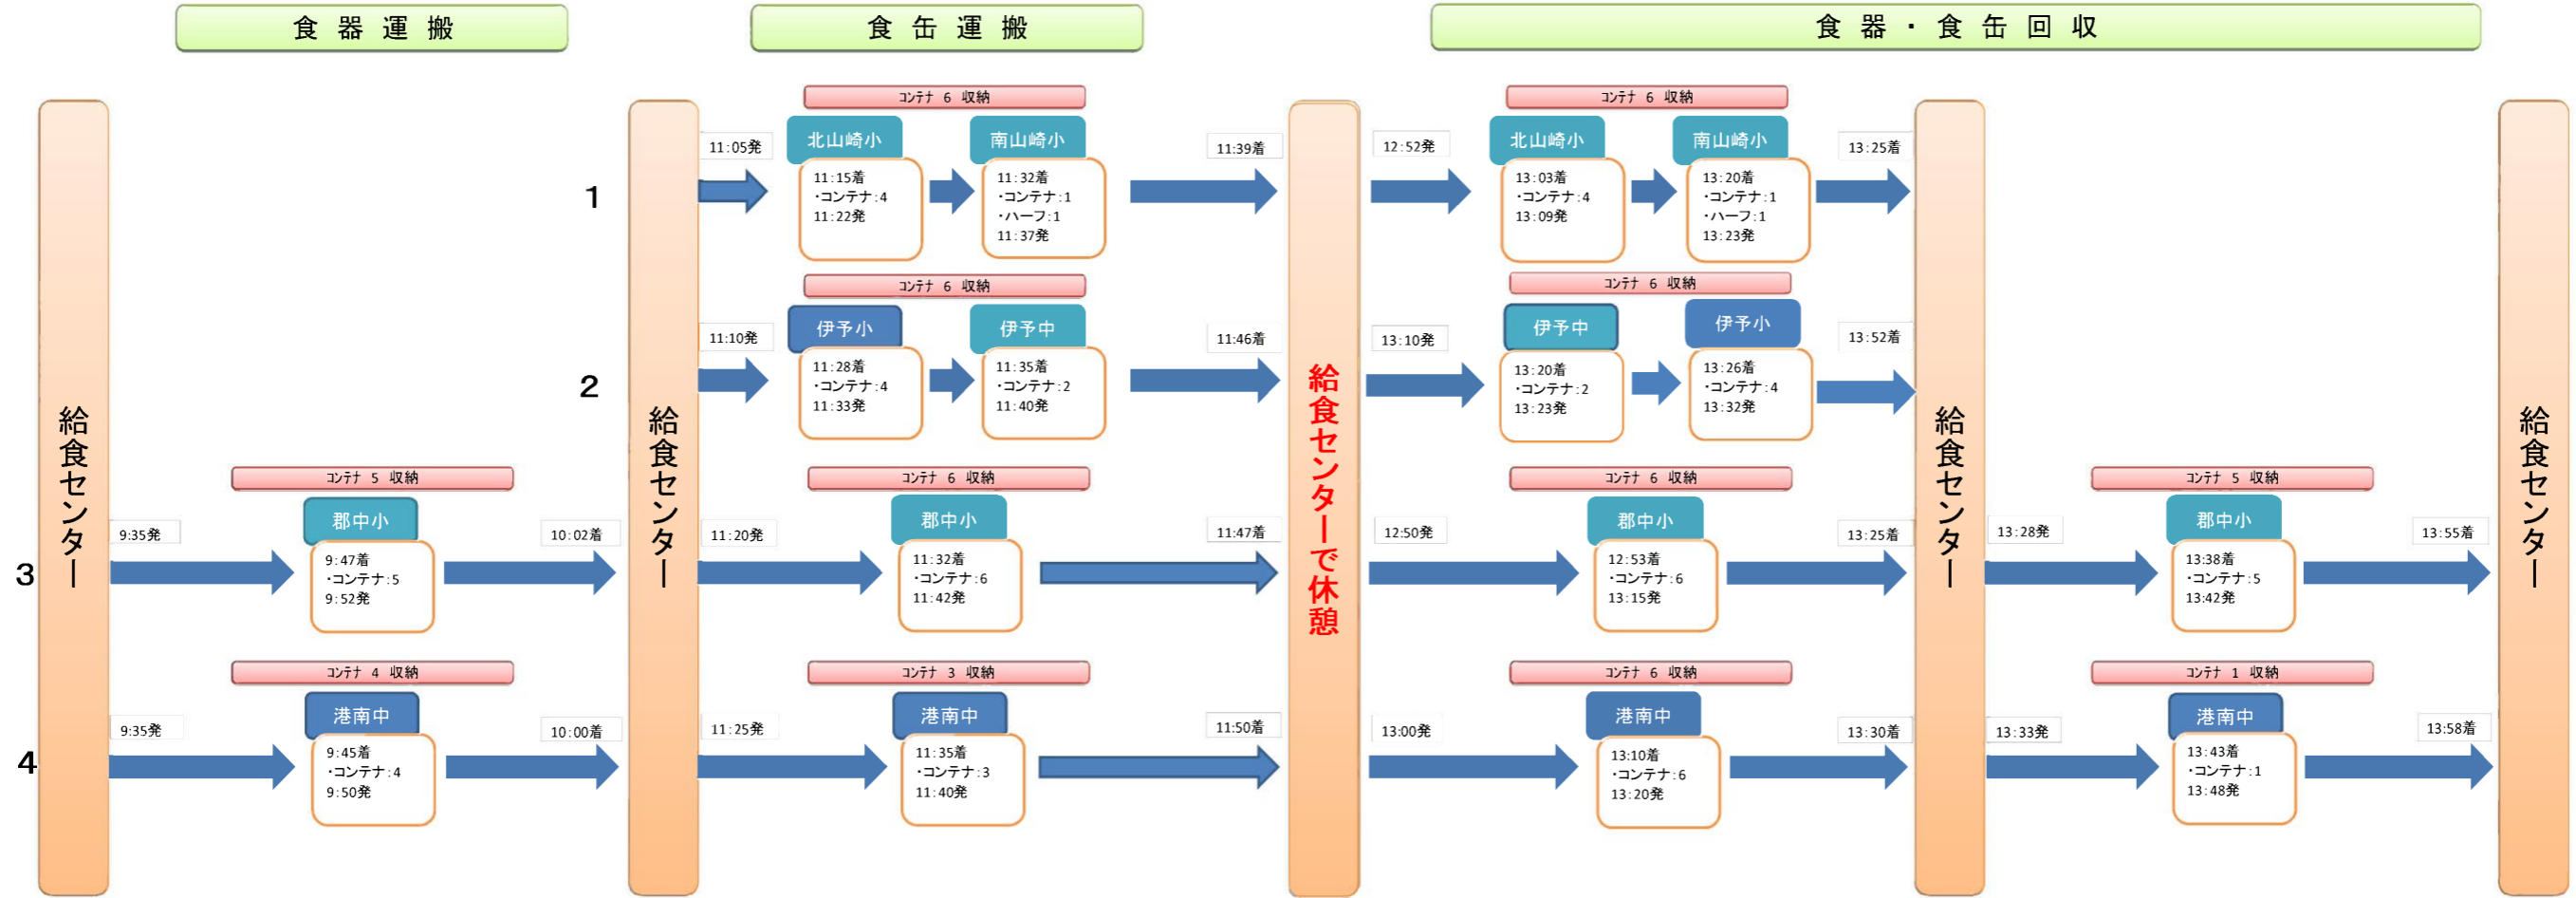 食器運搬
食缶運搬
食器・食缶回収
給食センター
給食センター
給食センターで休憩
給食センター
給食センター
1
11:05発
コンテナ 6 収納
北山崎小
11:15着
・コンテナ:4
11:22発
南山崎小
11:32着
・コンテナ:1
・ハーフ:1
11:37発
11:39着
12:52発
コンテナ 6 収納
北山崎小
13:03着
・コンテナ:4
13:09発
南山崎小
13:20着
・コンテナ:1
・ハーフ:1
13:23発
13:25着
2
11:10発
コンテナ 6 収納
伊予小
11:28着
・コンテナ:4
11:33発
伊予中
11:35着
・コンテナ:2
11:40発
11:46着
13:10発
コンテナ 6 収納
伊予中
13:20着
・コンテナ:2
13:23発
伊予小
13:26着
・コンテナ:4
13:32発
13:52着
3
9:35発
コンテナ 5 収納
郡中小
9:47着
・コンテナ:5
9:52発
10:02着
11:20発
コンテナ 6 収納
郡中小
11:32着
・コンテナ:6
11:42発
11:47着
12:50発
コンテナ 6 収納
郡中小
12:53着
・コンテナ:6
13:15発
13:25着
13:28発
コンテナ 5 収納
郡中小
13:38着
・コンテナ:5
13:42発
13:55着
4
9:35発
コンテナ 4 収納
港南中
9:45着
・コンテナ:4
9:50発
10:00着
11:25発
コンテナ 3 収納
港南中
11:35着
・コンテナ:3
11:40発
11:50着
13:00発
コンテナ 6 収納
港南中
13:10着
・コンテナ:6
13:20発
13:30着
13:33発
コンテナ 1 収納
港南中
13:43着
・コンテナ:1
13:48発
13:58着